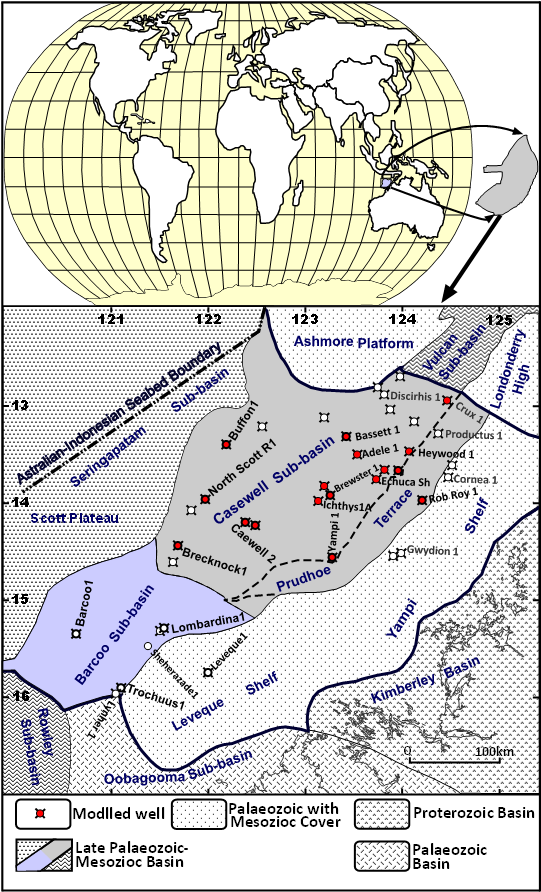 121
122
123
124
125
Ashmore Platform
Vulcan
Sub-basin
Londonderry
High
Astralian-Indonesian Seabed Boundary
Sub-basin
Seringapatam
13
Discirhis 1
Crux 1
Buffon1
Bassett 1
Productus 1
Adele 1
Heywood 1
Casewell Sub-basin
North Scott R1
Brewster 1
Echuca Sh
Cornea 1
14
Ichthys1A
Rob Roy 1
Scott Plateau
Caewell 2
Yampi 1
Terrace
Shelf
Brecknock1
Gwydion 1
Prudhoe
15
Barcoo1
Barcoo Sub-basin
Lombardina1
Yampi
Sheherazade1
Leveque1
Kimberley Basin
16
Trochuus1
Lynher 1
Leveque Shelf
Rowley
Sub-basin
Oobagooma Sub-basin
0 100km
Modlled well
Palaeozoic with
Mesozioc Cover
Proterozoic Basin
Late Palaeozoic-
Mesozioc Basin
Palaeozoic
Basin